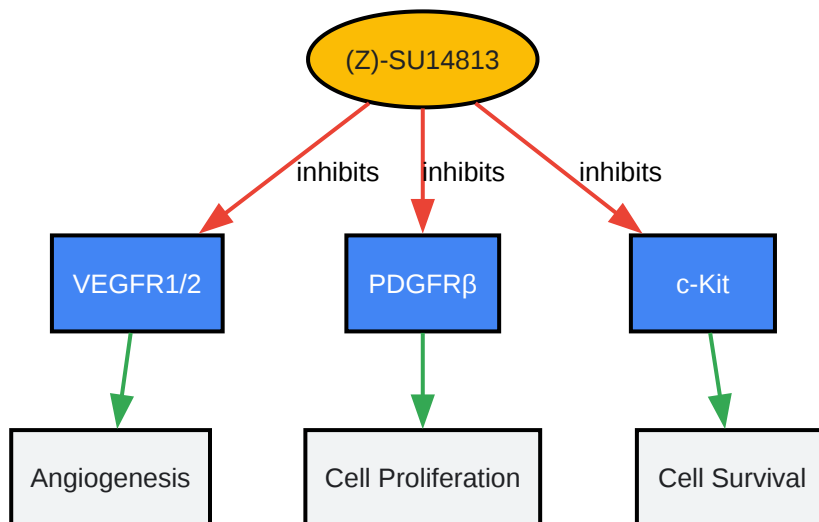 (Z)-SU14813
inhibits
inhibits
inhibits
VEGFR1/2
PDGFRβ
c-Kit
Angiogenesis
Cell Proliferation
Cell Survival